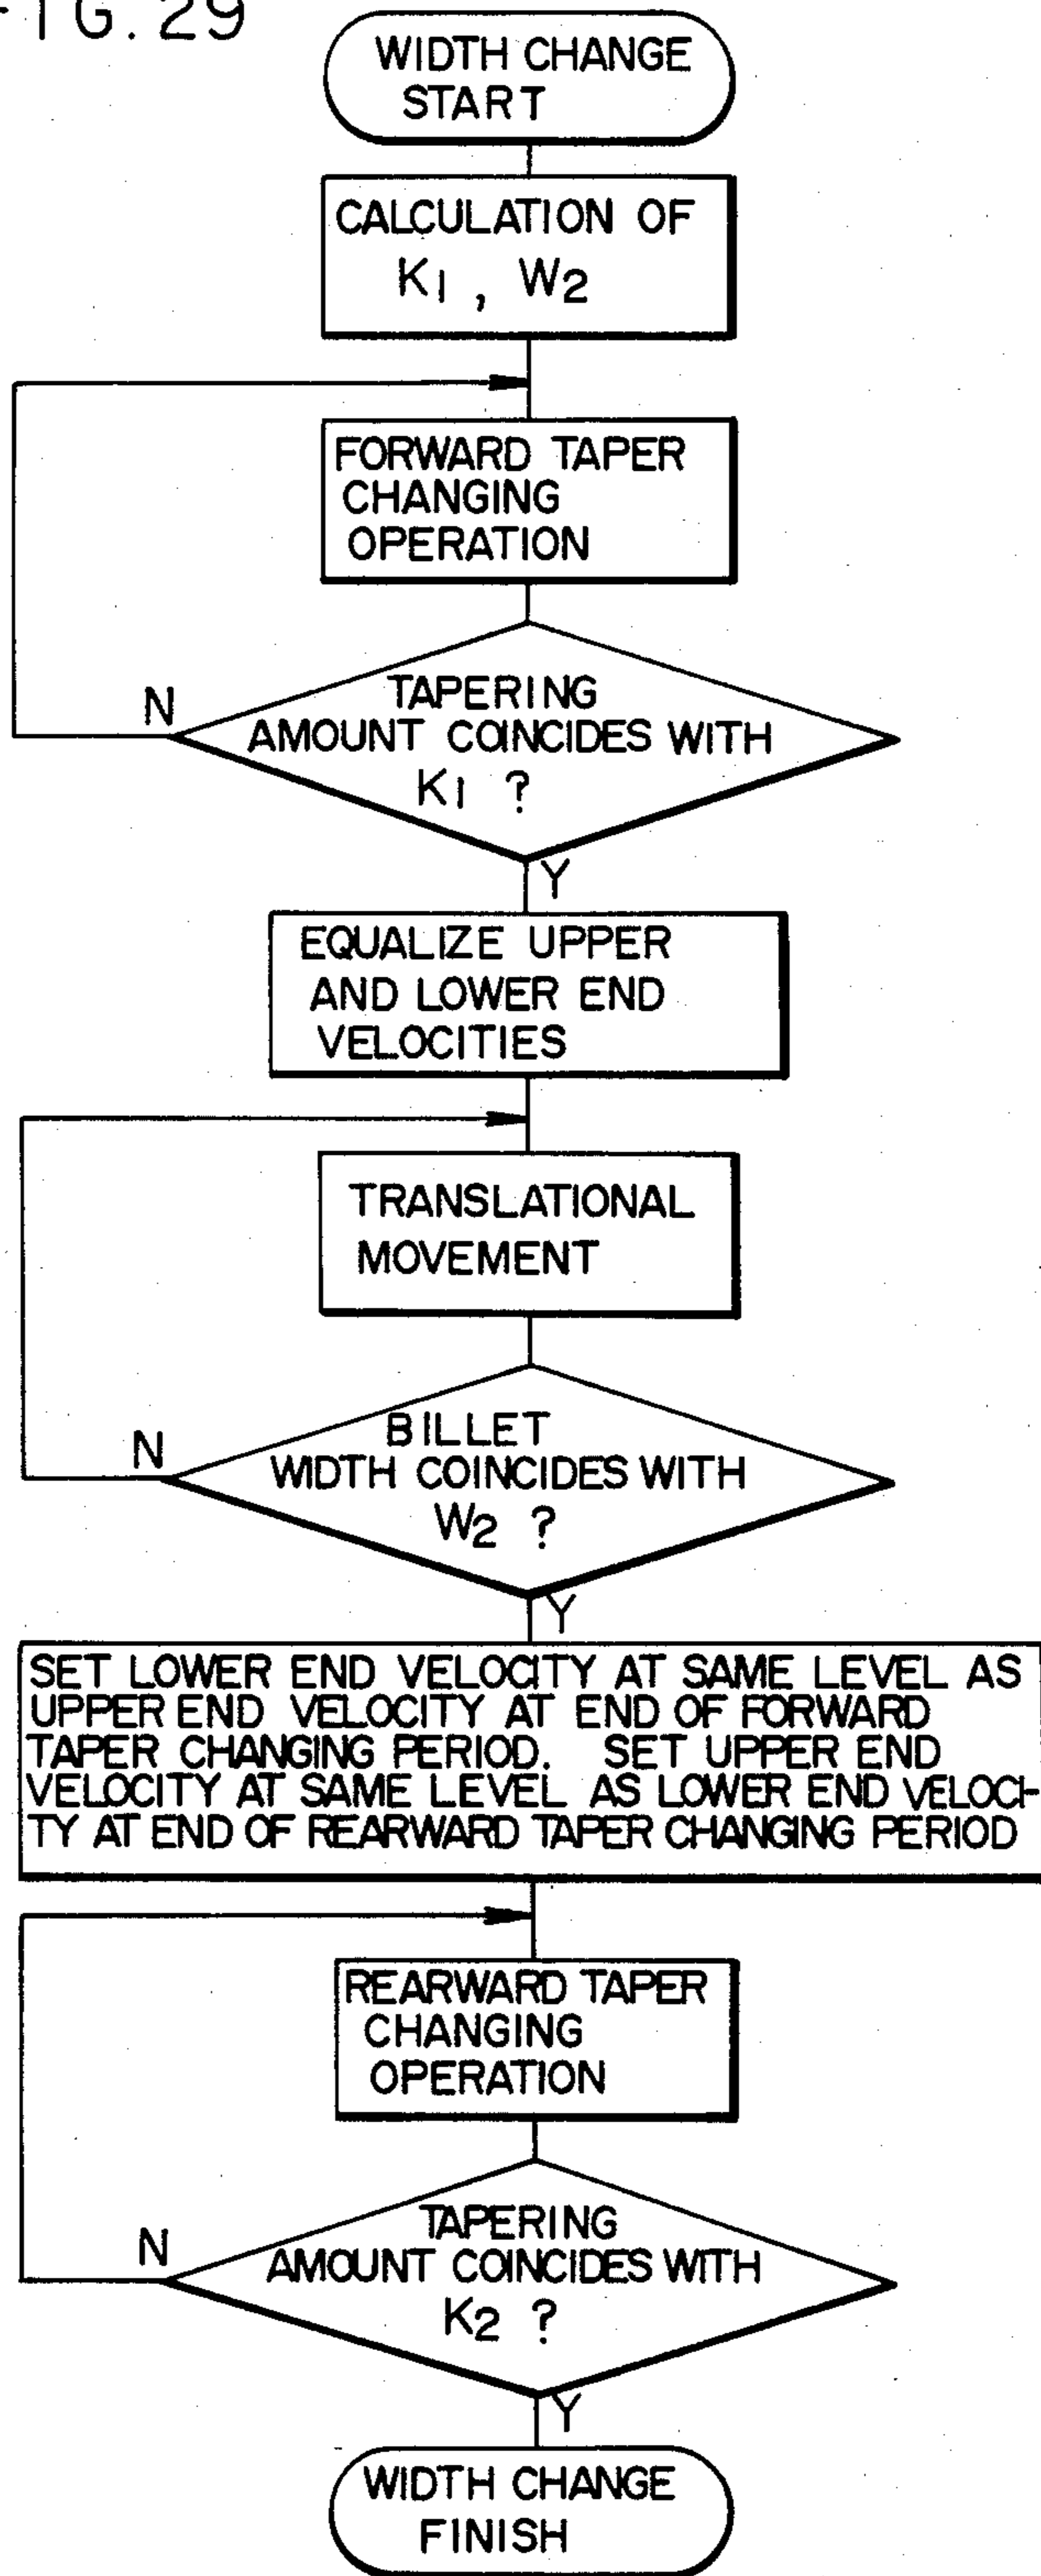 FIG. 29
WIDTH CHANGE
START
CALCULATION OF
K1 , W2
FORWARD TAPER
CHANGING
OPERATION
TAPERING
AMOUNT COINCIDES WITH
K1 ?
N
Y
EQUALIZE UPPER
AND LOWER END
VELOCITIES
TRANSLATIONAL
MOVEMENT
BILLET
WIDTH COINCIDES WITH
W2 ?
N
Y
SET LOWER END VELOCITY AT SAME LEVEL AS
UPPER END VELOCITY AT END OF FORWARD
TAPER CHANGING PERIOD. SET UPPER END
VELOCITY AT SAME LEVEL AS LOWER END VELOCI-
TY AT END OF REARWARD TAPER CHANGING PERIOD
REARWARD TAPER
CHANGING
OPERATION
TAPERING
AMOUNT COINCIDES WITH
K2 ?
N
Y
WIDTH CHANGE
FINISH